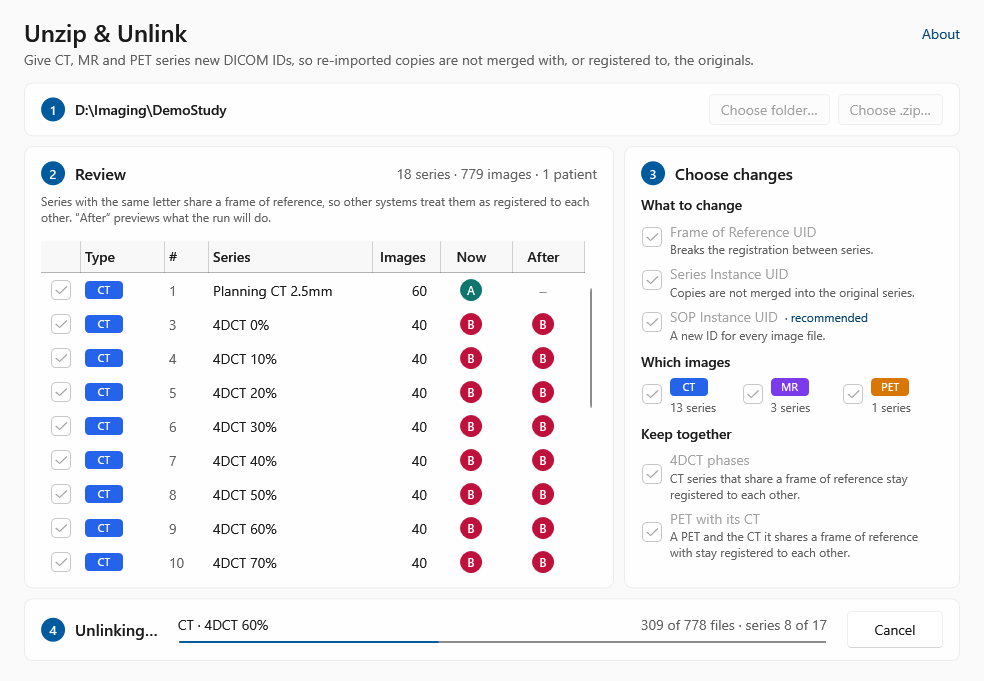 Unzip & Unlink
About
Give CT, MR and PET series new DICOM IDs, so re-imported copies are not merged with, or registered to, the originals.
1 D:\Imaging\DemoStudy
Choose folder...
Choose .zip...
2 Review
18 series · 779 images · 1 patient
Series with the same letter share a frame of reference, so other systems treat them as registered to each
other. "After" previews what the run will do.
Type # Series Images Now After
CT 1 Planning CT 2.5mm 60 A –
CT 3 4DCT 0% 40 B B
CT 4 4DCT 10% 40 B B
CT 5 4DCT 20% 40 B B
CT 6 4DCT 30% 40 B B
CT 7 4DCT 40% 40 B B
CT 8 4DCT 50% 40 B B
CT 9 4DCT 60% 40 B B
CT 10 4DCT 70% 40 B B
3 Choose changes
What to change
Frame of Reference UID
Breaks the registration between series.
Series Instance UID
Copies are not merged into the original series.
SOP Instance UID · recommended
A new ID for every image file.
Which images
CT MR PET
13 series 3 series 1 series
Keep together
4DCT phases
CT series that share a frame of reference stay
registered to each other.
PET with its CT
A PET and the CT it shares a frame of reference
with stay registered to each other.
4 Unlinking...
CT · 4DCT 60%
309 of 778 files · series 8 of 17
Cancel